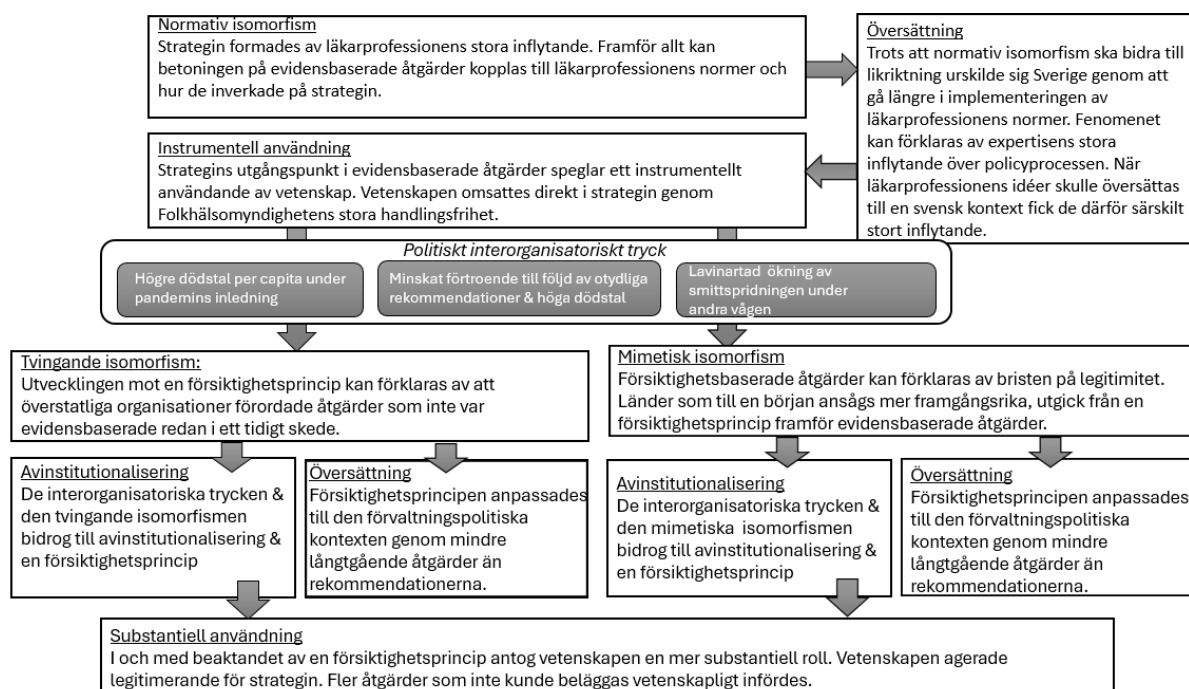 Normativ isomorfism
Strategin formades av läkarprofessionens stora inflytande. Framför allt kan
betoningen på evidensbaserade åtgärder kopplas till läkarprofessionens normer och
hur de inverkade på strategin.
Översättning
Trots att normativ isomorfism ska bidra till
likriktning urskilde sig Sverige genom att
gå längre i implementeringen av
läkarprofessionens normer. Fenomenet
kan förklaras av expertisens stora
inflytande över policyprocessen. När
läkarprofessionens idéer skulle översättas
till en svensk kontext fick de därför särskilt
stort inflytande.
Instrumentell användning
Strategins utgångspunkt i evidensbaserade åtgärder speglar ett instrumentellt
användande av vetenskap. Vetenskapen omsattes direkt i strategin genom
Folkhälsomyndighetens stora handlingsfrihet.
Politiskt interorganisatoriskt tryck
Högre dödstal per capita under
pandemins inledning
Minskat förtroende till följd av otydliga
rekommendationer & höga dödstal
Lavinartad ökning av
smittspridningen under
andra vågen
Tvingande isomorfism:
Utvecklingen mot en försiktighetsprincip kan förklaras av att
överstatliga organisationer förordade åtgärder som inte var
evidensbaserade redan i ett tidigt skede.
Mimetisk isomorfism
Försiktighetsbaserade åtgärder kan förklaras av bristen på legitimitet.
Länder som till en början ansågs mer framgångsrika, utgick från en
försiktighetsprincip framför evidensbaserade åtgärder.
Avinstitutionalisering
De interorganisatoriska trycken &
den tvingande isomorfismen
bidrog till avinstitutionalisering &
en försiktighetsprincip
Översättning
Försiktighetsprincipen anpassades
till den förvaltningspolitiska
kontexten genom mindre
långtgående åtgärder än
rekommendationerna.
Avinstitutionalisering
De interorganisatoriska trycken &
den mimetiska isomorfismen
bidrog till avinstitutionalisering &
en försiktighetsprincip
Översättning
Försiktighetsprincipen anpassades
till den förvaltningspolitiska
kontexten genom mindre
långtgående åtgärder än
rekommendationerna.
Substantiell användning
I och med beaktandet av en försiktighetsprincip antog vetenskapen en mer substantiell roll. Vetenskapen agerade
legitimerande för strategin. Fler åtgärder som inte kunde beläggas vetenskapligt infördes.